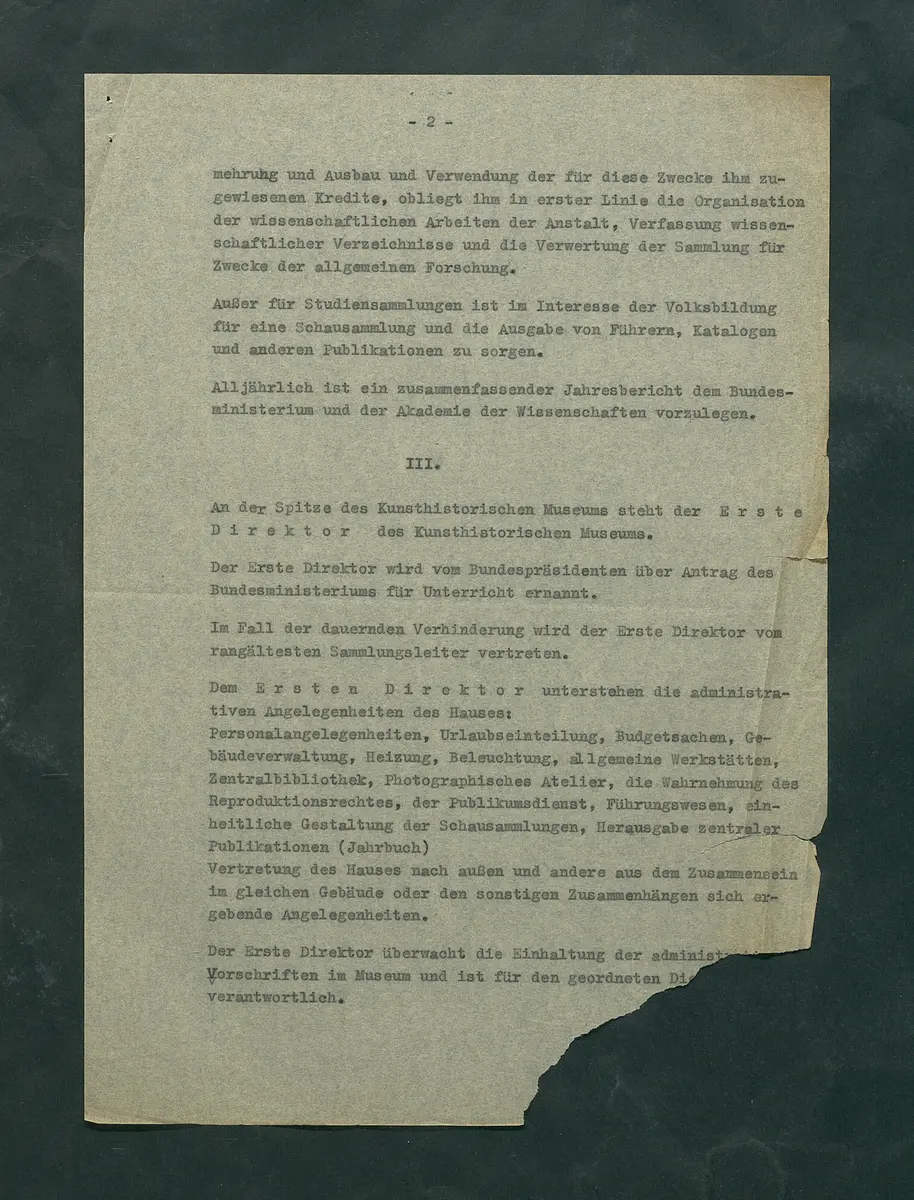 - 2 -
mehrung und Ausbau und Verwendung der für diese Zwecke ihm zu-
gewiesenen Kredite, obliegt ihm in erster Linie die Organisation
der wissenschaftlichen Arbeiten der Anstalt, Verfassung wissen-
schaftlicher Verzeichnisse und die Verwertung der Sammlung für
Zwecke der allgemeinen Forschung.
Außer für Studiensammlungen ist im Interesse der Volksbildung
für eine Schausammlung und die Ausgabe von Führern, Katalogen
und anderen Publikationen zu sorgen.
Alljährlich ist ein zusammenfassender Jahresbericht dem Bundes-
ministerium und der Akademie der Wissenschaften vorzulegen.
III.
An der Spitze des Kunsthistorischen Museums steht der E r s t e
D i r e k t o r des Kunsthistorischen Museums.
Der Erste Direktor wird vom Bundespräsidenten über Antrag des
Bundesministeriums für Unterricht ernannt.
Im Fall der dauernden Verhinderung wird der Erste Direktor vom
rangältesten Sammlungsleiter vertreten.
Dem E r s t e n D i r e k t o r unterstehen die administra-
tiven Angelegenheiten des Hauses:
Personalangelegenheiten, Urlaubseinteilung, Budgetsachen, Ge-
bäudeverwaltung, Heizung, Beleuchtung, allgemeine Werkstätten,
Zentralbibliothek, Photographisches Atelier, die Wahrnehmung des
Reproduktionsrechtes, der Publikumsdienst, Führungswesen, ein-
heitliche Gestaltung der Schausammlungen, Herausgabe zentraler
Publikationen (Jahrbuch)
Vertretung des Hauses nach außen und andere aus dem Zusammensein
im gleichen Gebäude oder den sonstigen Zusammenhängen sich er-
gebende Angelegenheiten.
Der Erste Direktor überwacht die Einhaltung der administ
Vorschriften im Museum und ist für den geordneten Di
verantwortlich.